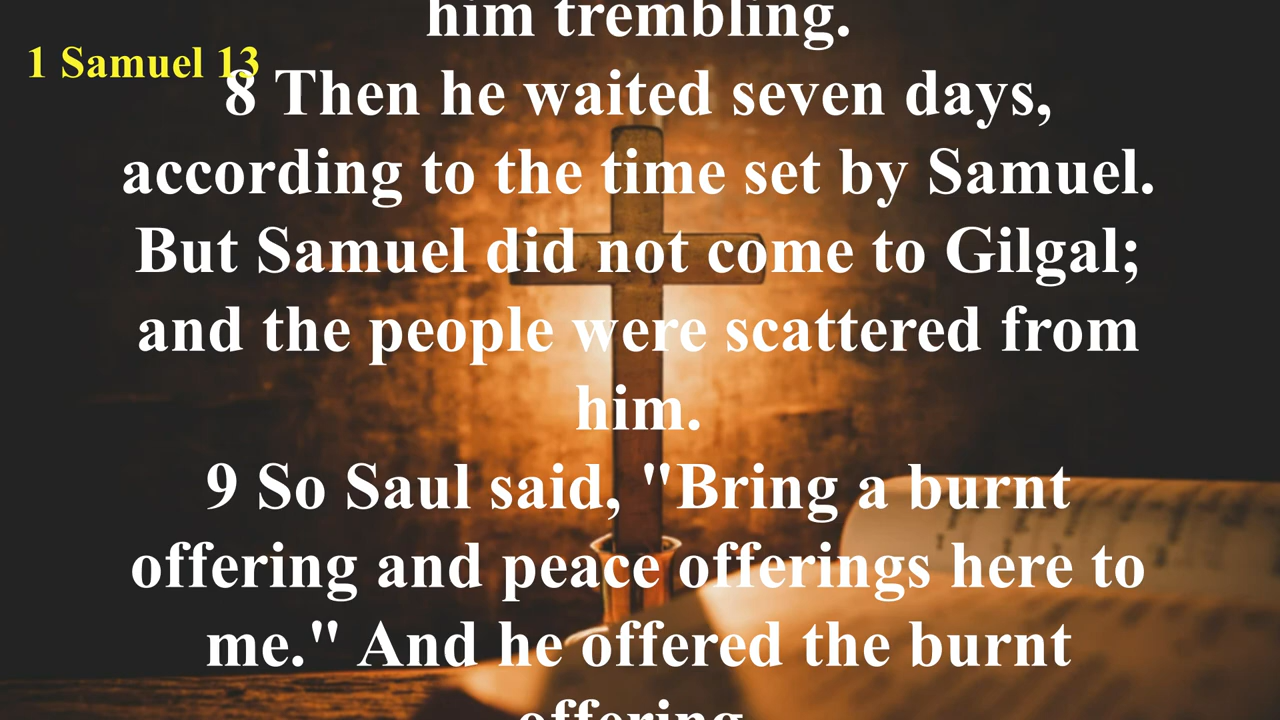 him trembling.
1 Samuel 13
8 Then he waited seven days,
according to the time set by Samuel.
But Samuel did not come to Gilgal;
and the people were scattered from
him.
9 So Saul said, "Bring a burnt
offering and peace offerings here to
me." And he offered the burnt
offering.